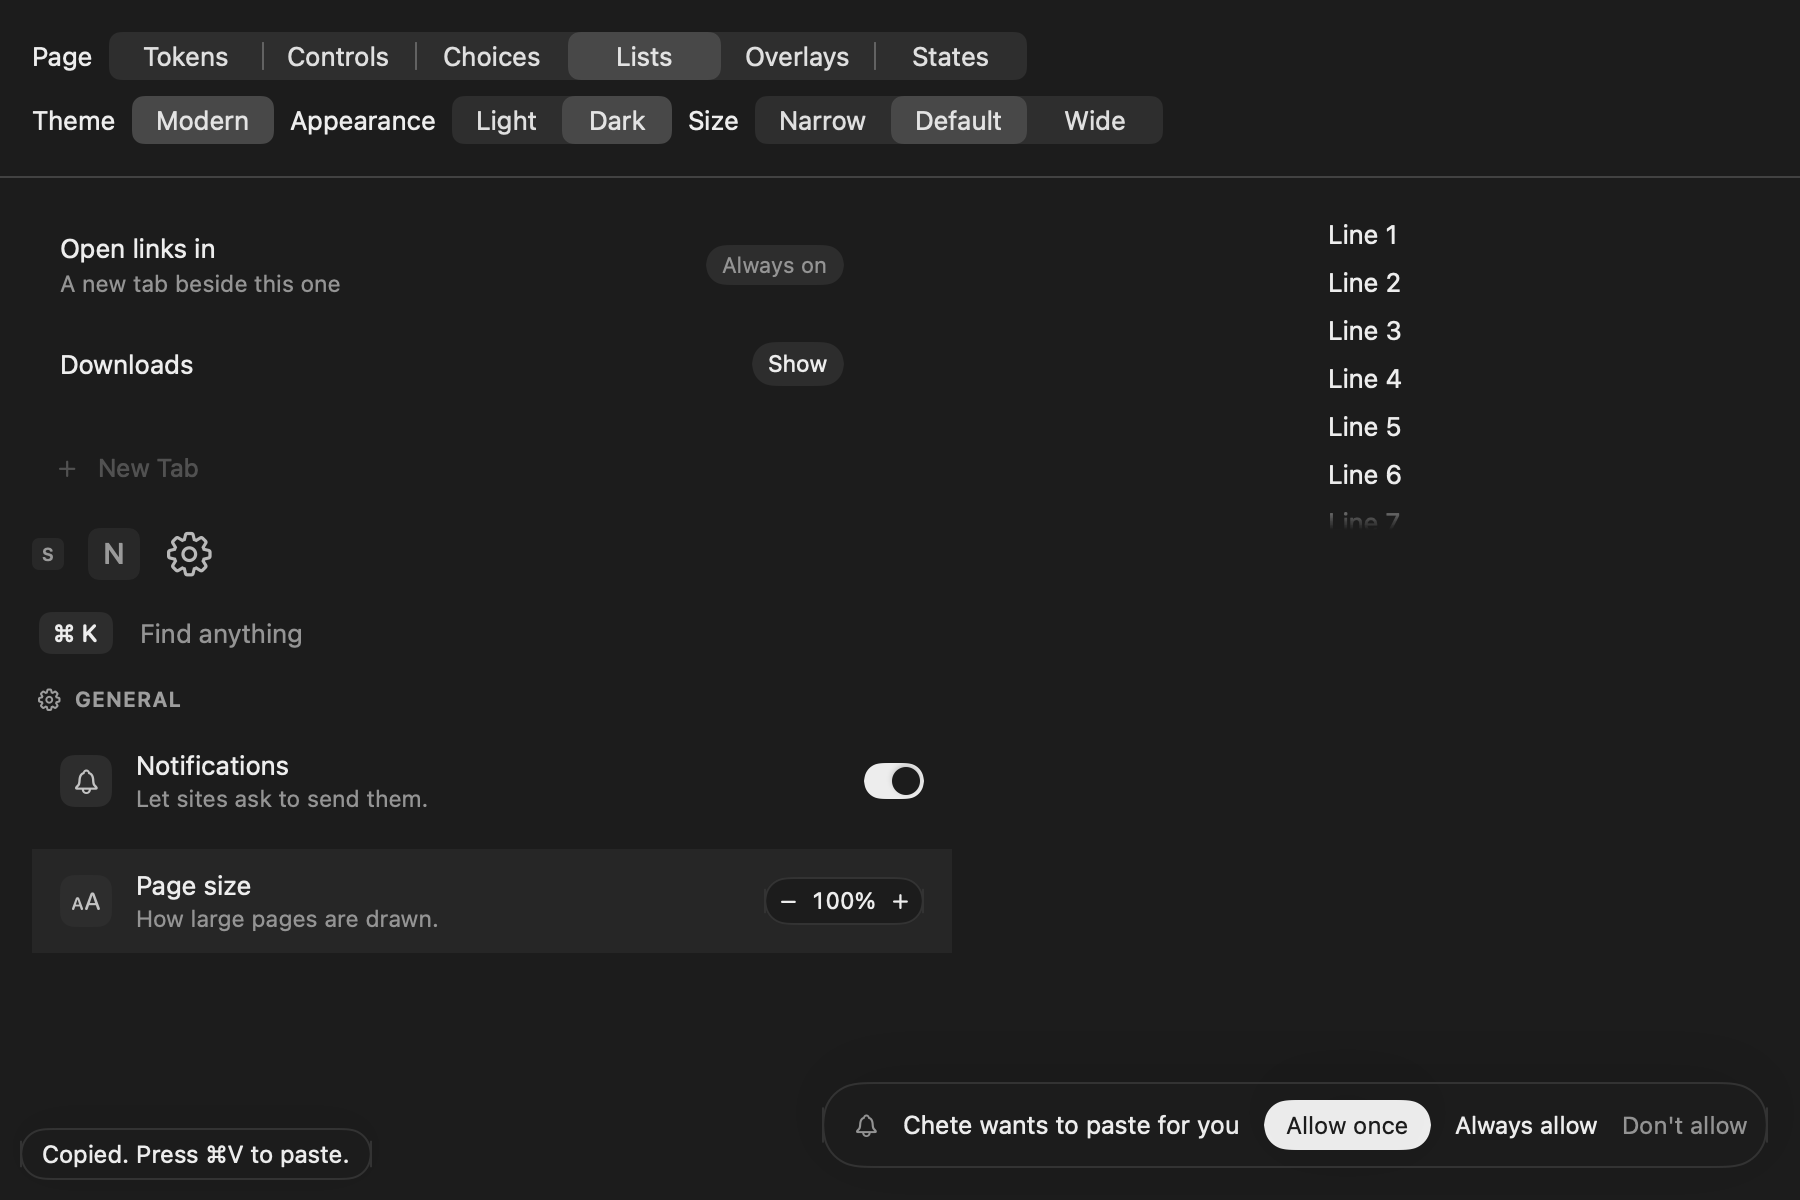 Page Tokens Controls Choices Lists Overlays States
Theme Modern Appearance Light Dark Size Narrow Default Wide
Open links in
A new tab beside this one
Always on
Downloads
Show
+ New Tab
S N
⌘ K Find anything
GENERAL
Notifications
Let sites ask to send them.
AA Page size
How large pages are drawn.
− 100% +
Line 1
Line 2
Line 3
Line 4
Line 5
Line 6
Line 7
Copied. Press ⌘V to paste.
Chete wants to paste for you Allow once Always allow Don't allow